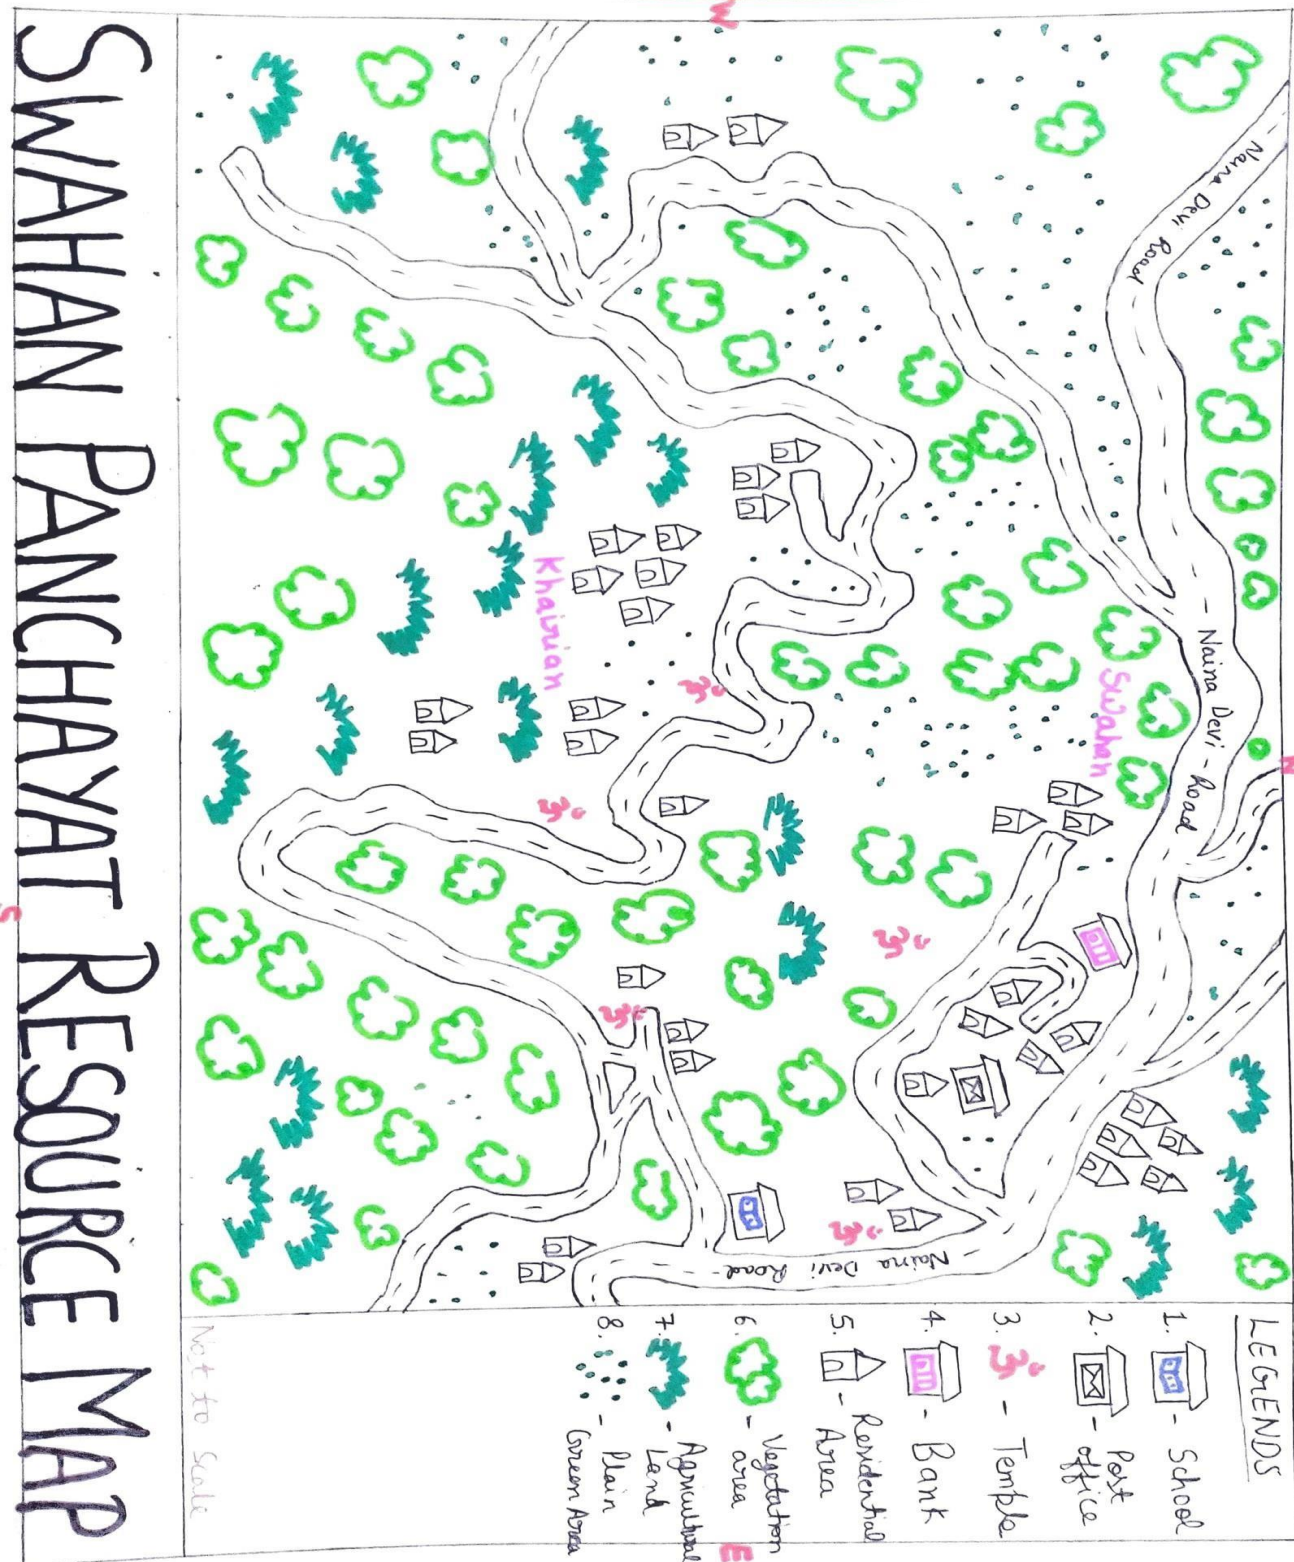 SWAHAN PANCHAYAT RESOURCE MAP
W
N
S
E
Naina Devi Road
Naina Devi - Road
Naina Devi Road
Swahan
Khairian
LEGENDS
1. - School
2. - Post
office
3. ॐ - Temple
4. - Bank
5. - Residential
Area
6. - Vegetation
area
7. - Agricultural
Land
8. - Plain
Green Area
Not to Scale
ॐ
ॐ
ॐ
ॐ
ॐ